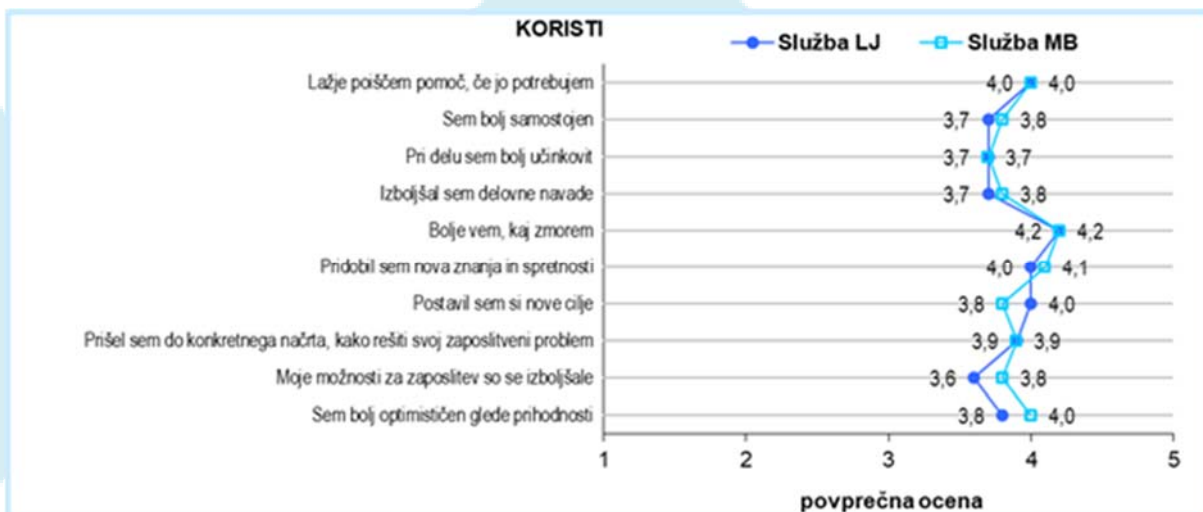 KORISTI
Služba LJ Služba MB
Lažje poiščem pomoč, če jo potrebujem 4,0 4,0
Sem bolj samostojen 3,7 3,8
Pri delu sem bolj učinkovit 3,7 3,7
Izboljšal sem delovne navade 3,7 3,8
Bolje vem, kaj zmorem 4,2 4,2
Pridobil sem nova znanja in spretnosti 4,0 4,1
Postavil sem si nove cilje 3,8 4,0
Prišel sem do konkretnega načrta, kako rešiti svoj zaposlitveni problem 3,9 3,9
Moje možnosti za zaposlitev so se izboljšale 3,6 3,8
Sem bolj optimističen glede prihodnosti 3,8 4,0
1 2 3 4 5
povprečna ocena